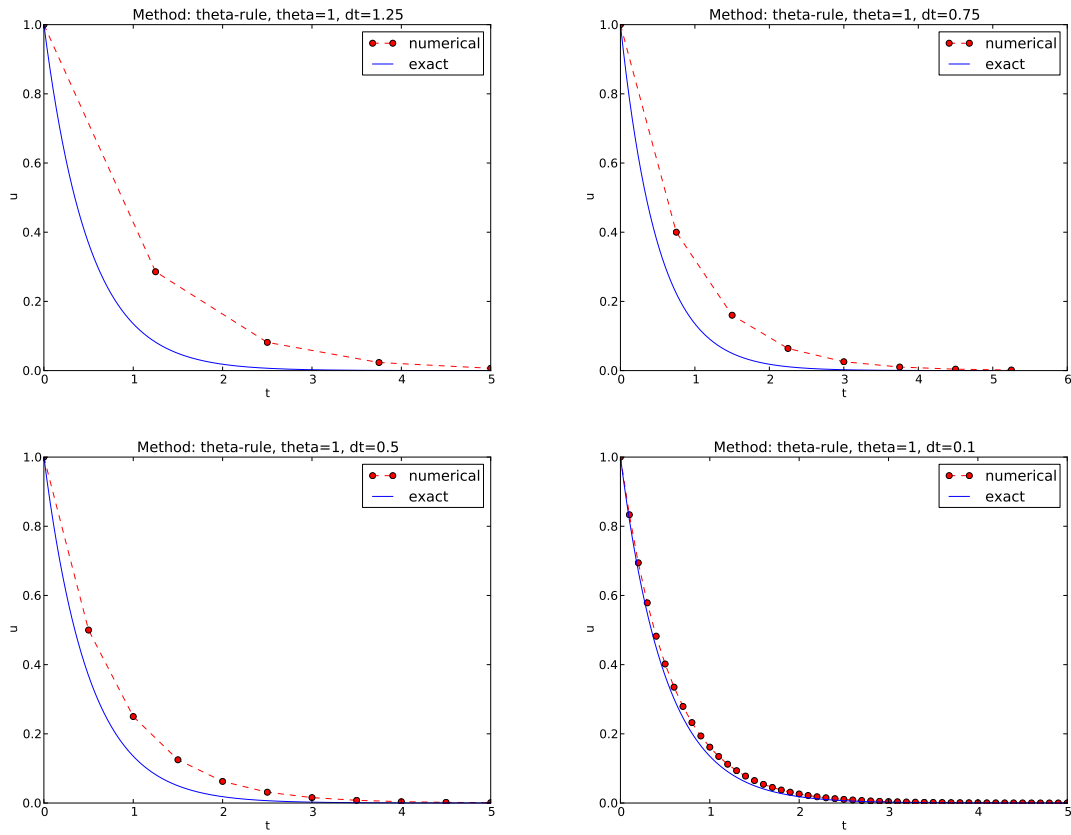 Method: theta-rule, theta=1, dt=1.25
1.0
0.8
0.6
0.4
0.2
0.0
u
0 1 2 3 4 5
t
numerical
exact
Method: theta-rule, theta=1, dt=0.75
1.0
0.8
0.6
0.4
0.2
0.0
u
0 1 2 3 4 5 6
t
numerical
exact
Method: theta-rule, theta=1, dt=0.5
1.0
0.8
0.6
0.4
0.2
0.0
u
0 1 2 3 4 5
t
numerical
exact
Method: theta-rule, theta=1, dt=0.1
1.0
0.8
0.6
0.4
0.2
0.0
u
0 1 2 3 4 5
t
numerical
exact